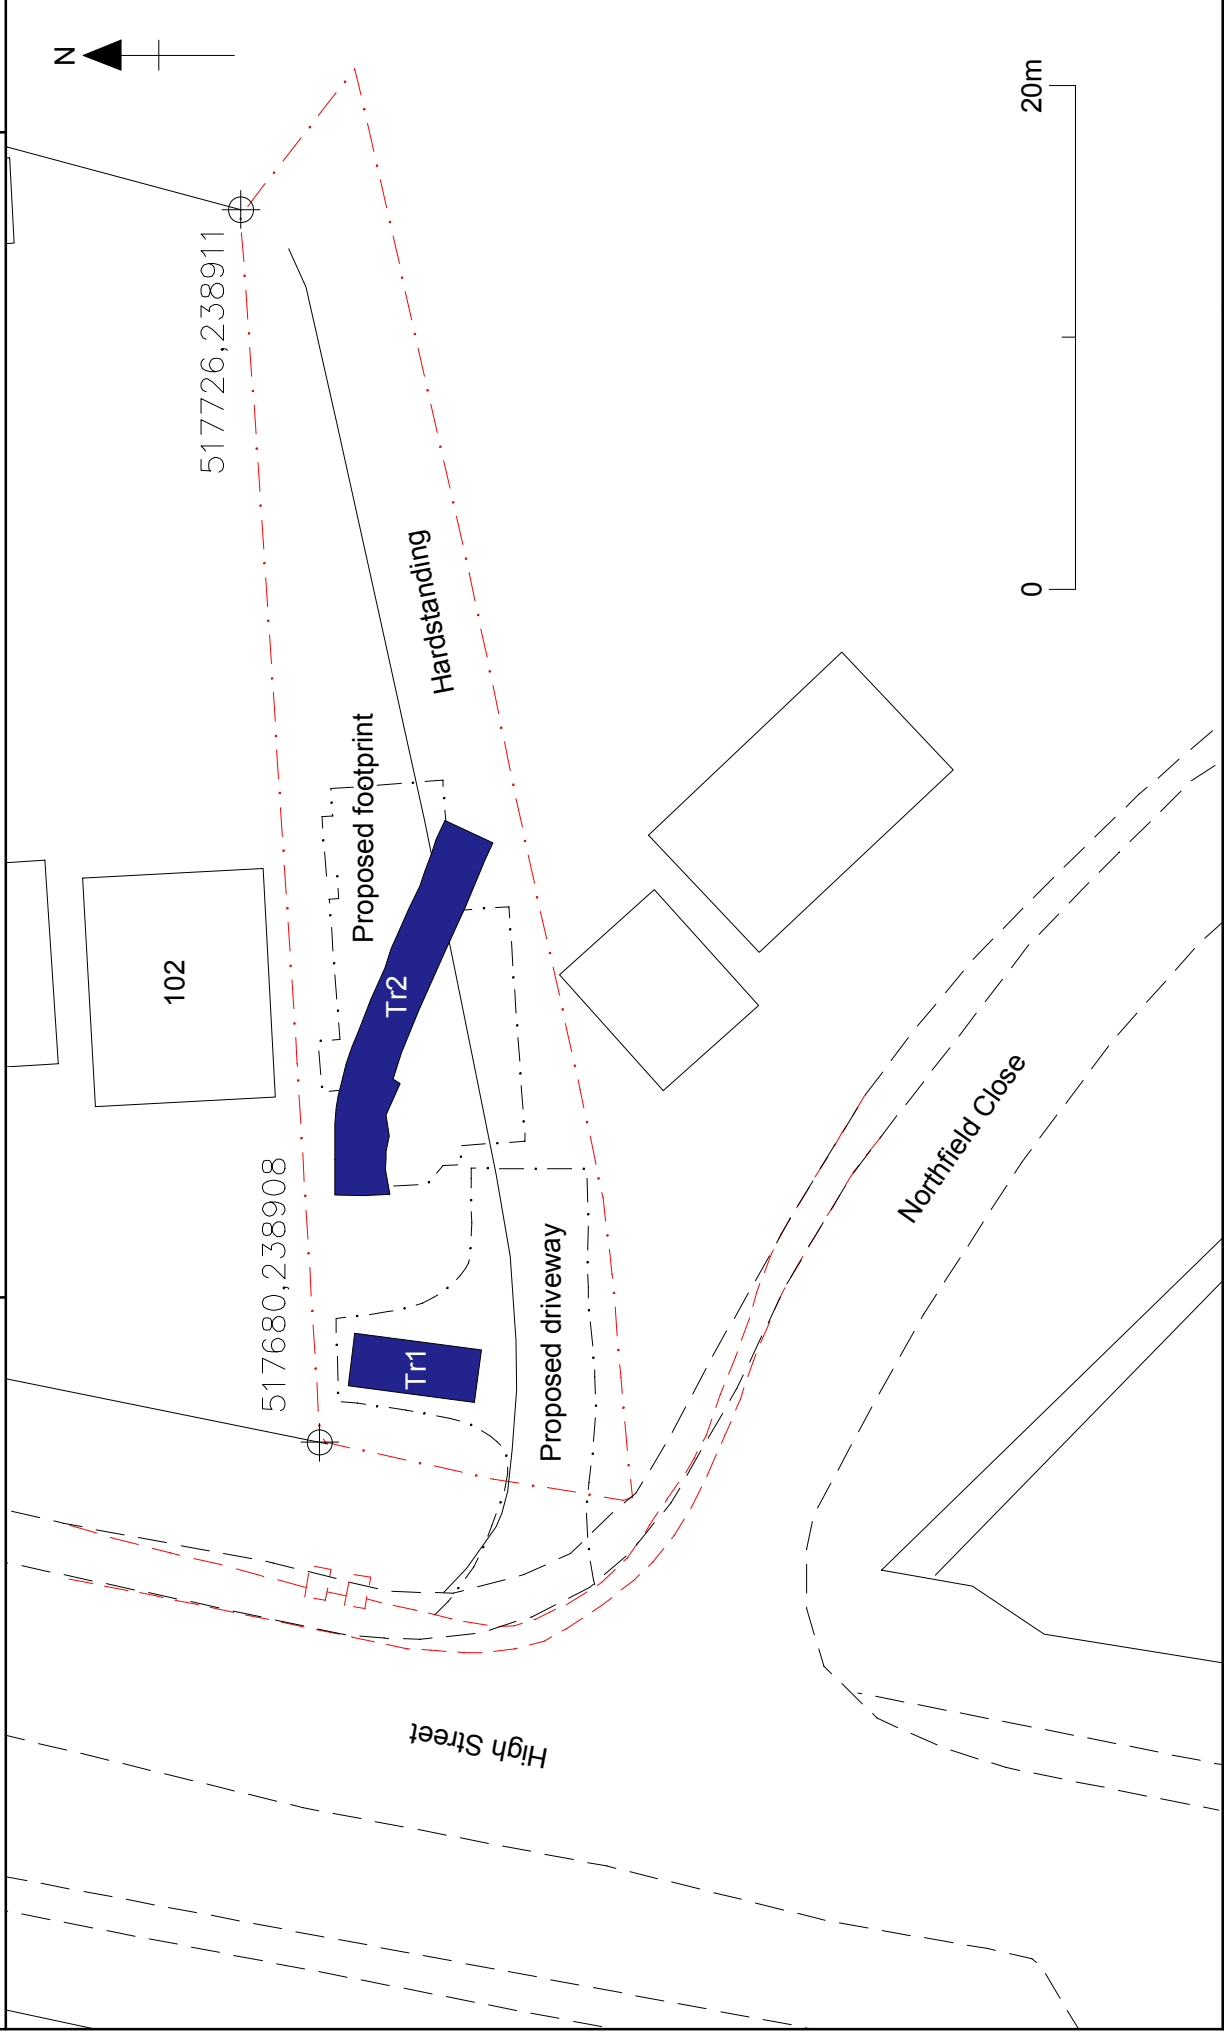 N
517726,238911
517680,238908
102
Proposed footprint
Hardstanding
Tr2
Tr1
Proposed driveway
High Street
Northfield Close
0
20m